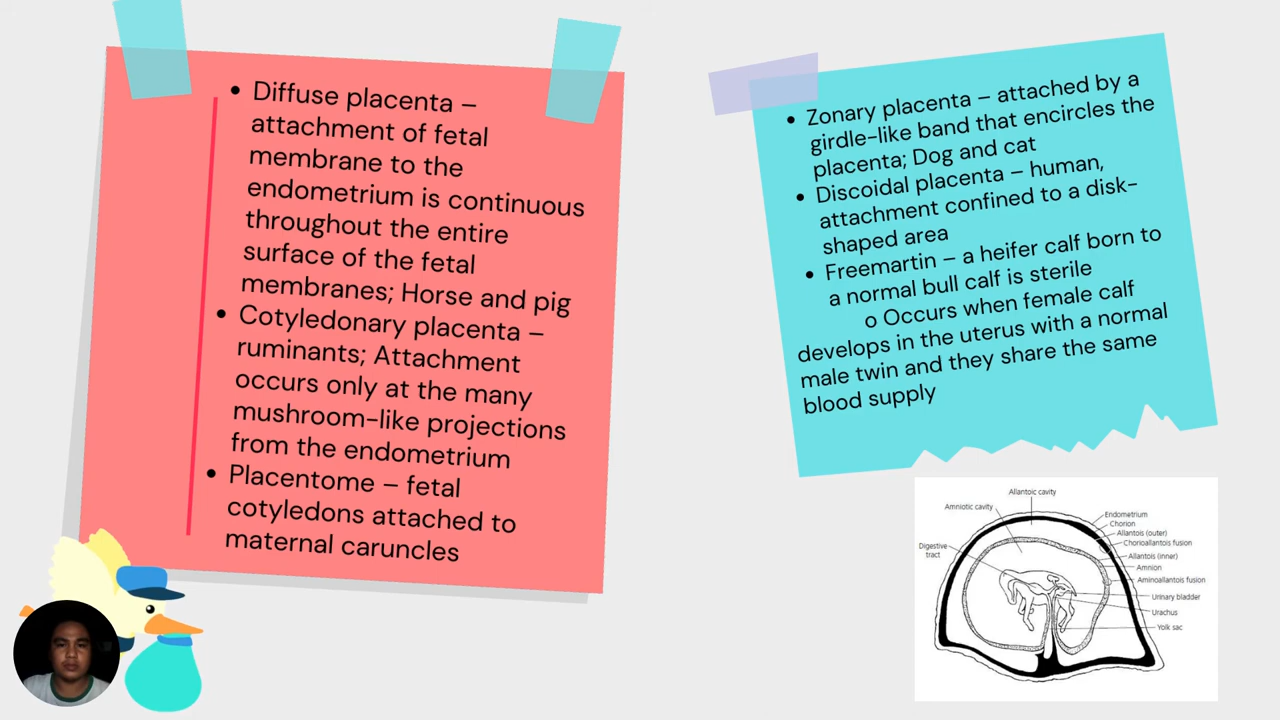 • Diffuse placenta –
attachment of fetal
membrane to the
endometrium is continuous
throughout the entire
surface of the fetal
membranes; Horse and pig
• Cotyledonary placenta –
ruminants; Attachment
occurs only at the many
mushroom-like projections
from the endometrium
• Placentome – fetal
cotyledons attached to
maternal caruncles
• Zonary placenta – attached by a
girdle-like band that encircles the
placenta; Dog and cat
• Discoidal placenta – human,
attachment confined to a disk-
shaped area
• Freemartin – a heifer calf born to
a normal bull calf is sterile
o Occurs when female calf
develops in the uterus with a normal
male twin and they share the same
blood supply
Allantoic cavity
Amniotic cavity
Digestive
tract
Endometrium
Chorion
Allantois (outer)
Chorioallantois fusion
Allantois (inner)
Amnion
Aminoallantois fusion
Urinary bladder
Urachus
Yolk sac